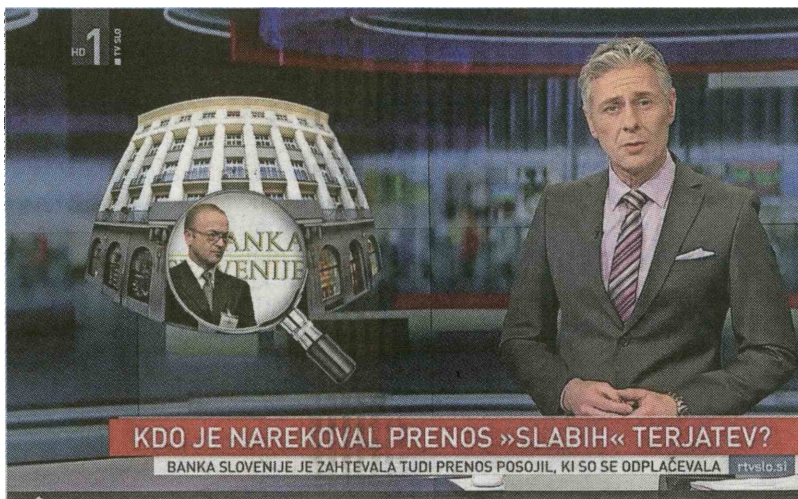 HD 1 TV SLO
BANKA
SLOVENIJE
KDO JE NAREKOVAL PRENOS »SLABIH« TERJATEV?
BANKA SLOVENIJE JE ZAHTEVALA TUDI PRENOS POSOJIL, KI SO SE ODPLAČEVALA
rtvslo.si